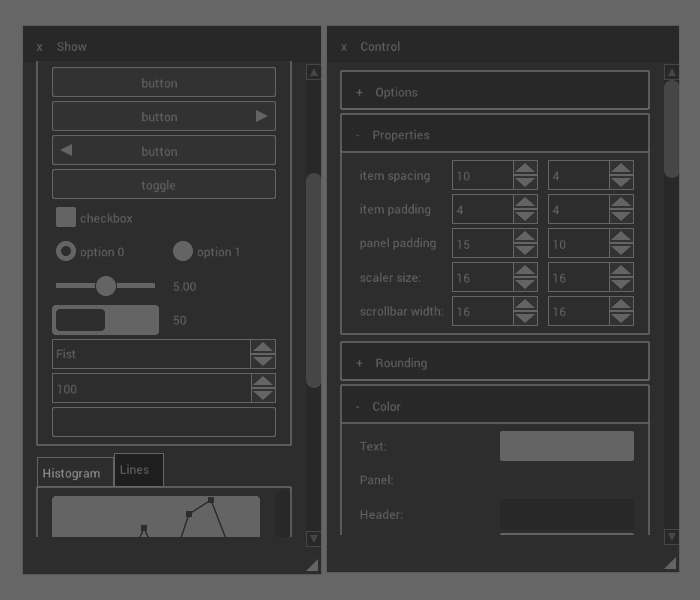 x Show
button
button
button
toggle
checkbox
option 0 option 1
5.00
50
Fist
100
Histogram Lines
x Control
+ Options
- Properties
item spacing 10 4
item padding 4 4
panel padding 15 10
scaler size: 16 16
scrollbar width: 16 16
+ Rounding
- Color
Text:
Panel:
Header: